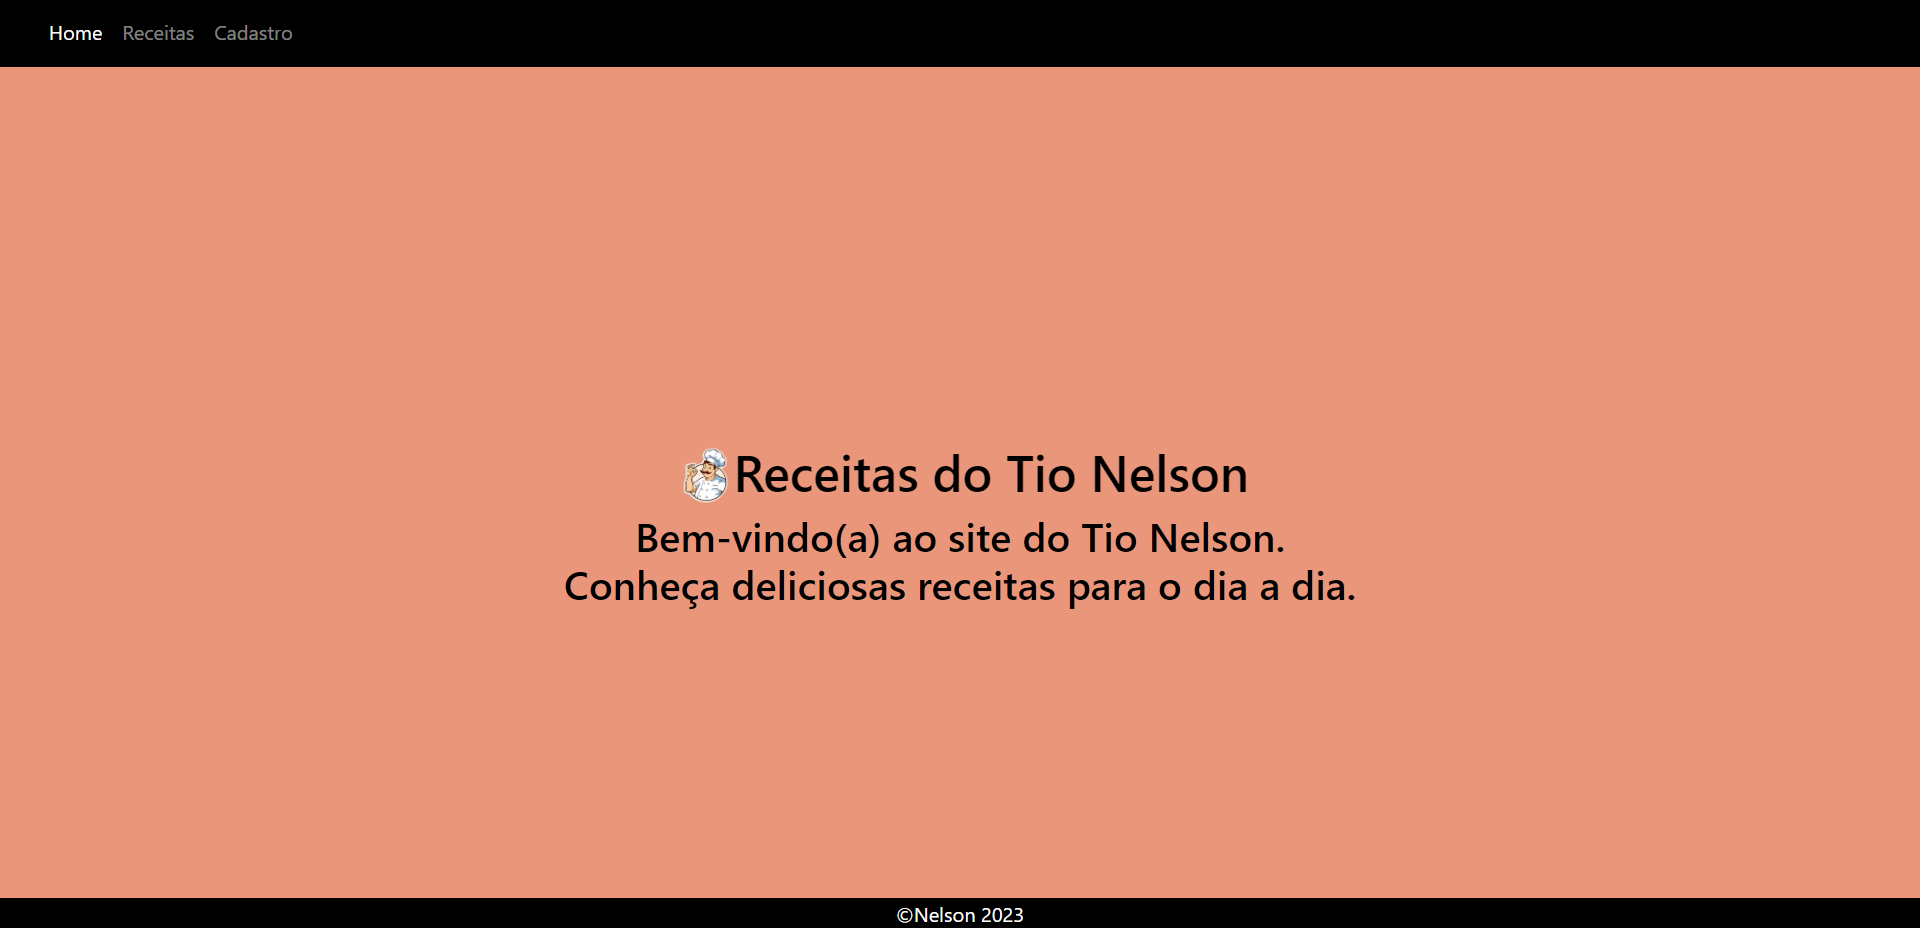 Home Receitas Cadastro
Receitas do Tio Nelson
Bem-vindo(a) ao site do Tio Nelson.
Conheça deliciosas receitas para o dia a dia.
©Nelson 2023